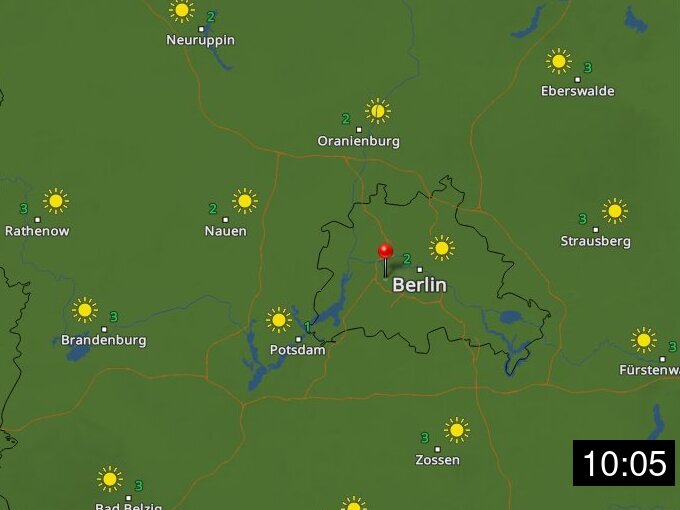 2
Neuruppin
3
Eberswalde
2
Oranienburg
3
Rathenow
2
Nauen
3
Strausberg
2
Berlin
3
Brandenburg
1
Potsdam
3
Fürstenwa
3
Zossen
10:05
3
Bad Belzig